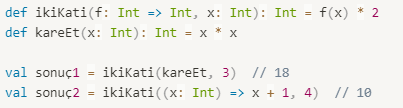 def ikiKati(f: Int => Int, x: Int): Int = f(x) * 2
def kareEt(x: Int): Int = x * x
val sonuç1 = ikiKati(kareEt, 3)  // 18
val sonuç2 = ikiKati((x: Int) => x + 1, 4)  // 10